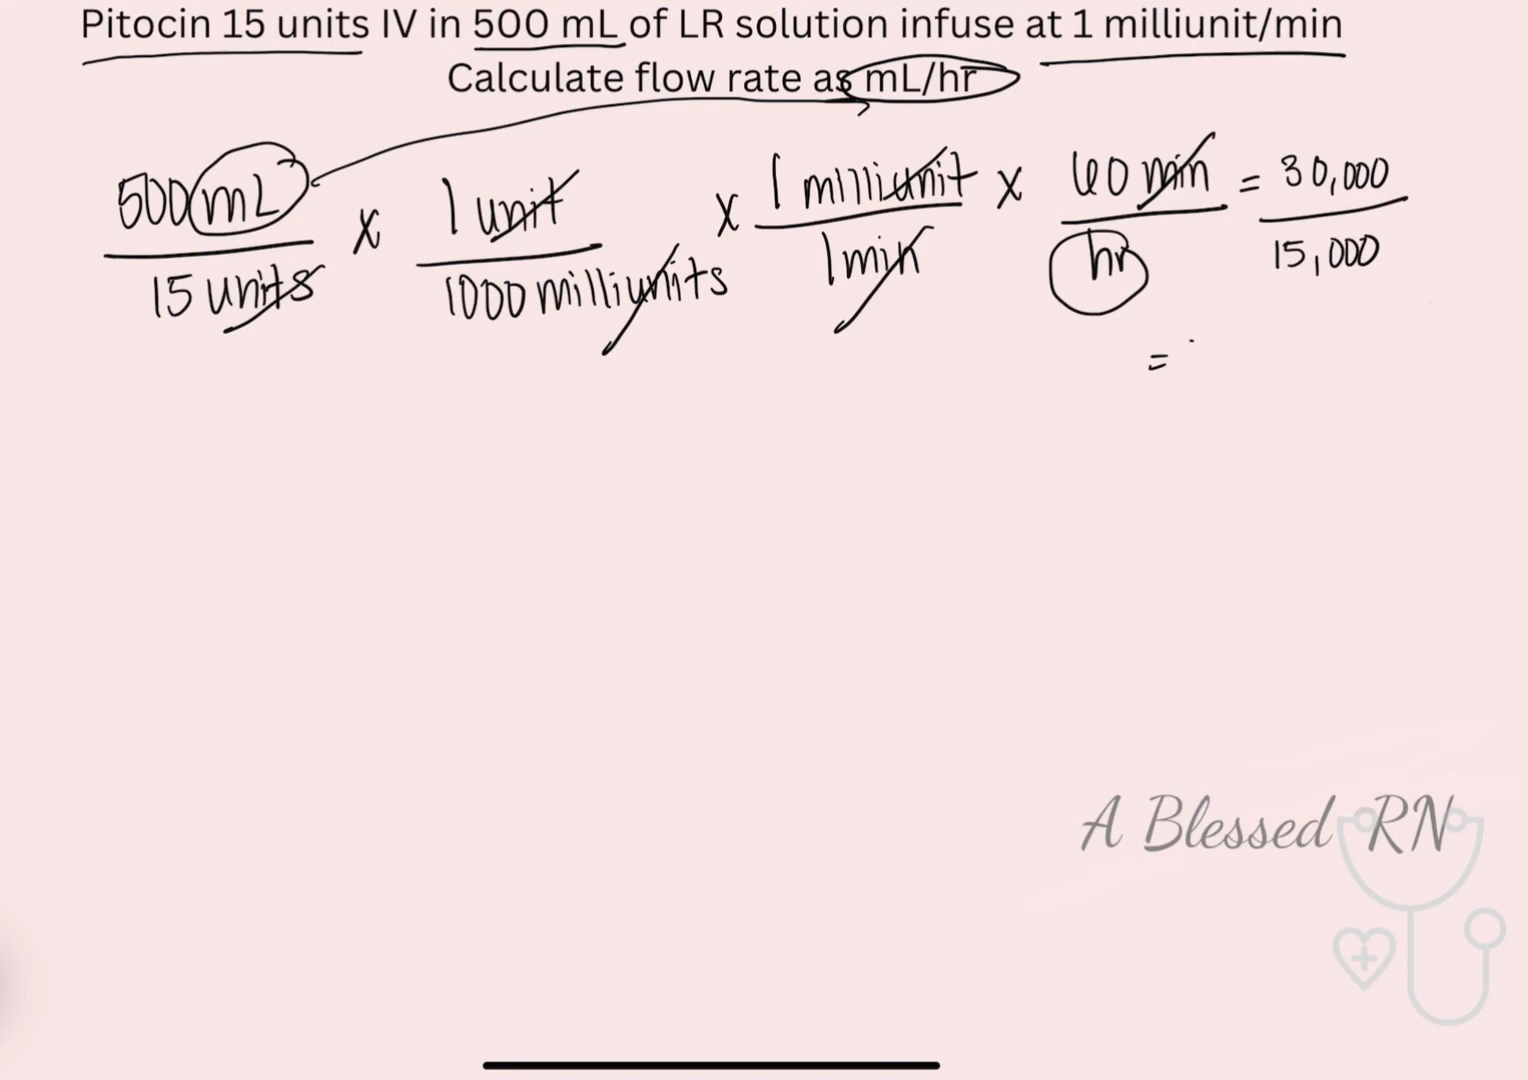 Pitocin 15 units IV in 500 mL of LR solution infuse at 1 milliunit/min
Calculate flow rate as mL/hr
500 mL / 15 units x 1 unit / 1000 milliunits x 1 milliunit / 1 min x 60 min / hr = 30,000 / 15,000
=
A Blessed RN